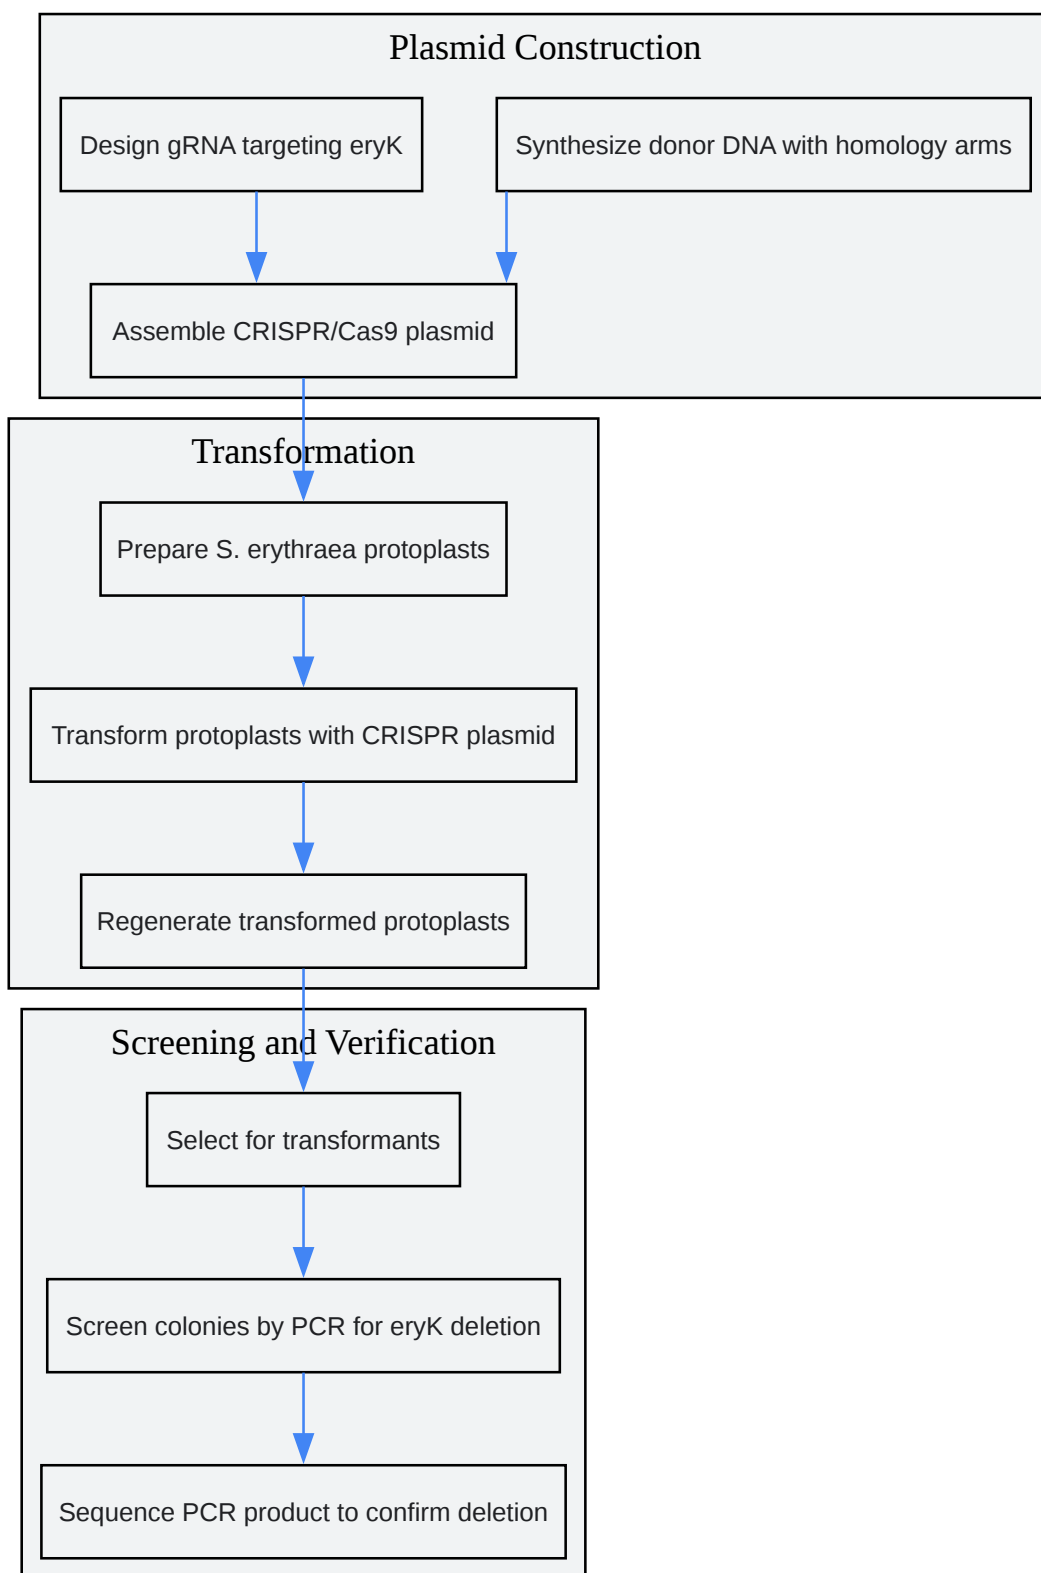 Plasmid Construction
Design gRNA targeting eryK
Synthesize donor DNA with homology arms
Assemble CRISPR/Cas9 plasmid
Transformation
Prepare S. erythraea protoplasts
Transform protoplasts with CRISPR plasmid
Regenerate transformed protoplasts
Screening and Verification
Select for transformants
Screen colonies by PCR for eryK deletion
Sequence PCR product to confirm deletion